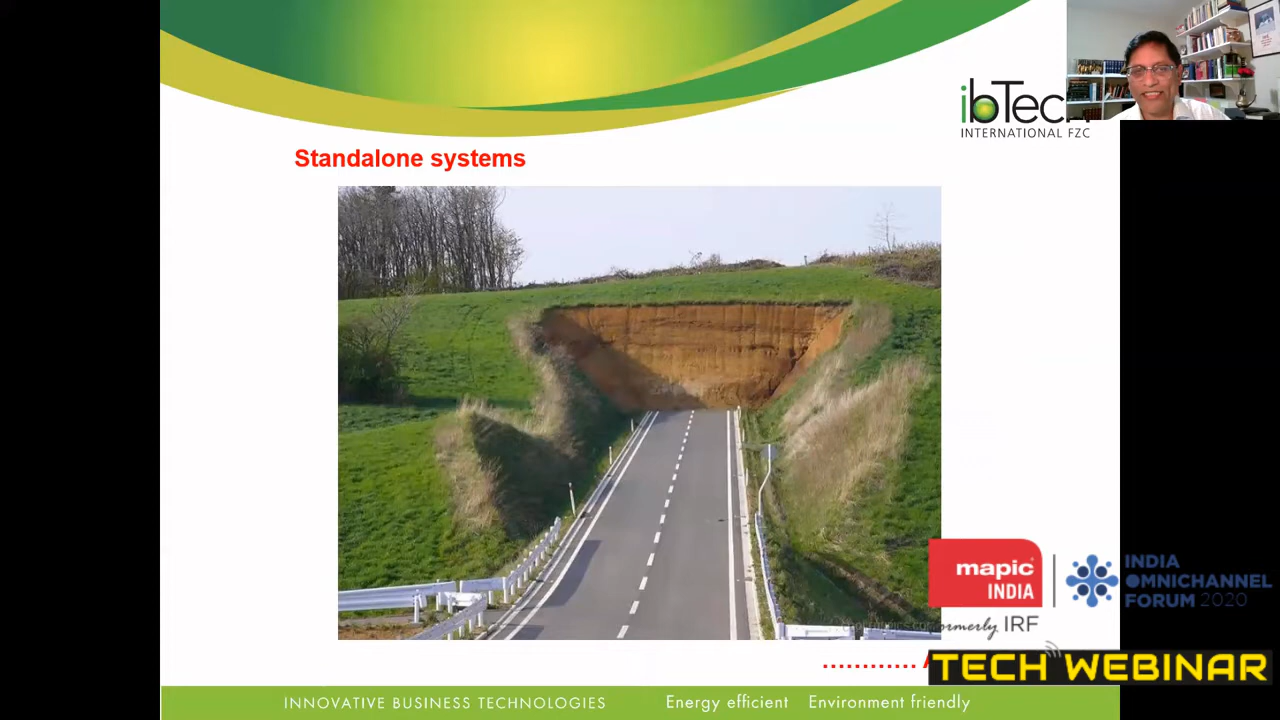 ibTech
INTERNATIONAL FZC
Standalone systems
mapic
INDIA
formerly IRF
INDIA
OMNICHANNEL
FORUM 2020
............ A
TECH WEBINAR
INNOVATIVE BUSINESS TECHNOLOGIES Energy efficient Environment friendly